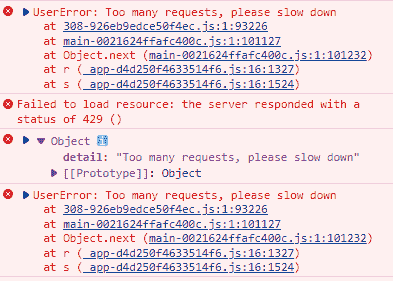 UserError: Too many requests, please slow down
at 308-926eb9edce50f4ec.js:1:93226
at main-0021624ffafc400c.js:1:101127
at Object.next (main-0021624ffafc400c.js:1:101232)
at r (_app-d4d250f4633514f6.js:16:1327)
at s (_app-d4d250f4633514f6.js:16:1524)
Failed to load resource: the server responded with a
status of 429 ()
Object
detail: "Too many requests, please slow down"
[[Prototype]]: Object
UserError: Too many requests, please slow down
at 308-926eb9edce50f4ec.js:1:93226
at main-0021624ffafc400c.js:1:101127
at Object.next (main-0021624ffafc400c.js:1:101232)
at r (_app-d4d250f4633514f6.js:16:1327)
at s (_app-d4d250f4633514f6.js:16:1524)